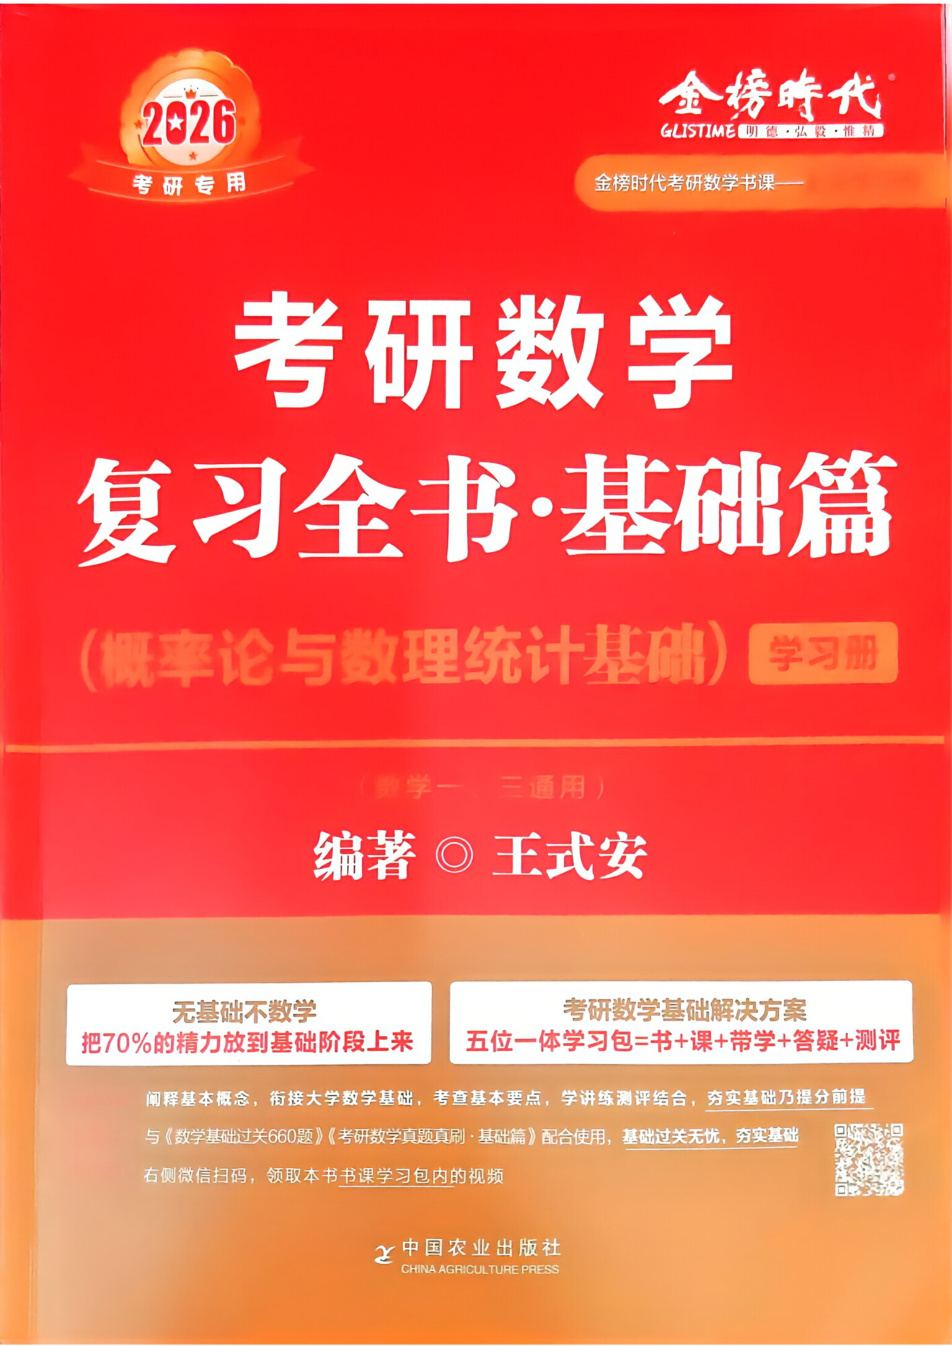 2026
考研专用
金榜時代
GLISTIME 明德·弘毅·惟精
金榜时代考研数学书课——
考研数学
复习全书·基础篇
(概率论与数理统计基础) 学习册
(数学一、三通用)
编著◎王式安
无基础不数学
把70%的精力放到基础阶段上来
考研数学基础解决方案
五位一体学习包=书+课+带学+答疑+测评
阐释基本概念，衔接大学数学基础，考查基本要点，学讲练测评结合，夯实基础乃提分前提
与《数学基础过关660题》《考研数学真题真刷·基础篇》配合使用，基础过关无忧，夯实基础
右侧微信扫码，领取本书书课学习包内的视频
中国农业出版社
CHINA AGRICULTURE PRESS